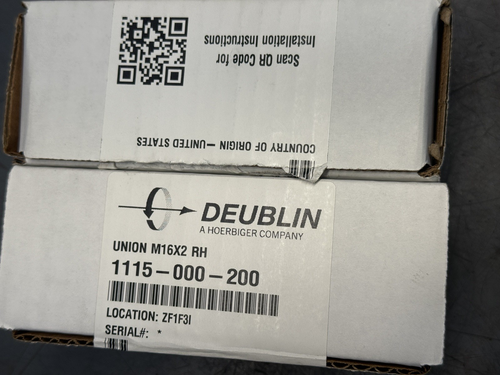 Scan QR Code for
Installation Instructions
COUNTRY OF ORIGIN – UNITED STATES
DEUBLIN
A HOERBIGER COMPANY
UNION M16X2 RH
1115-000-200
LOCATION: ZF1F3I
SERIAL#: *